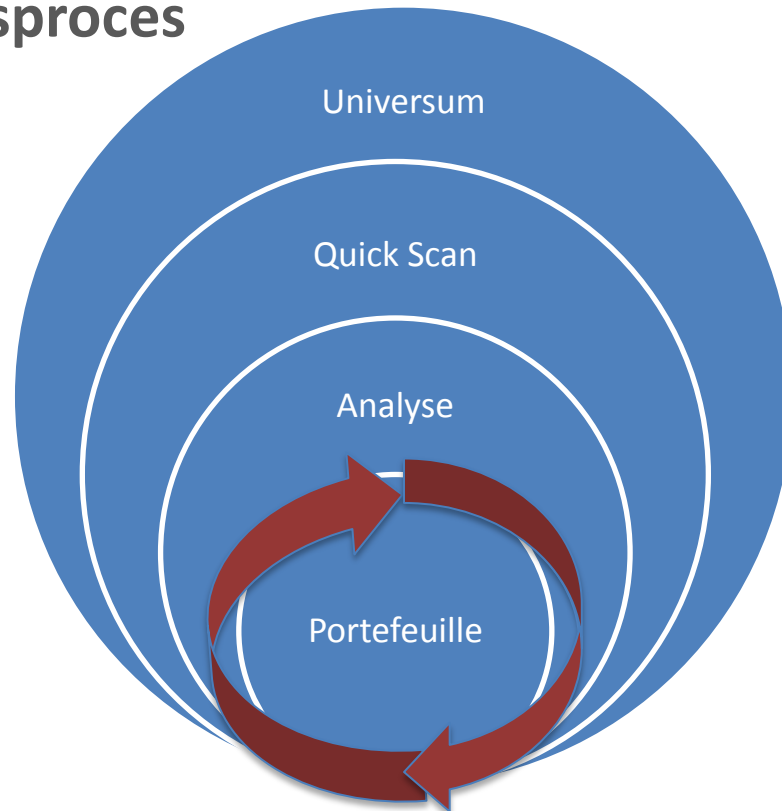 sproces
Universum
Quick Scan
Analyse
Portefeuille